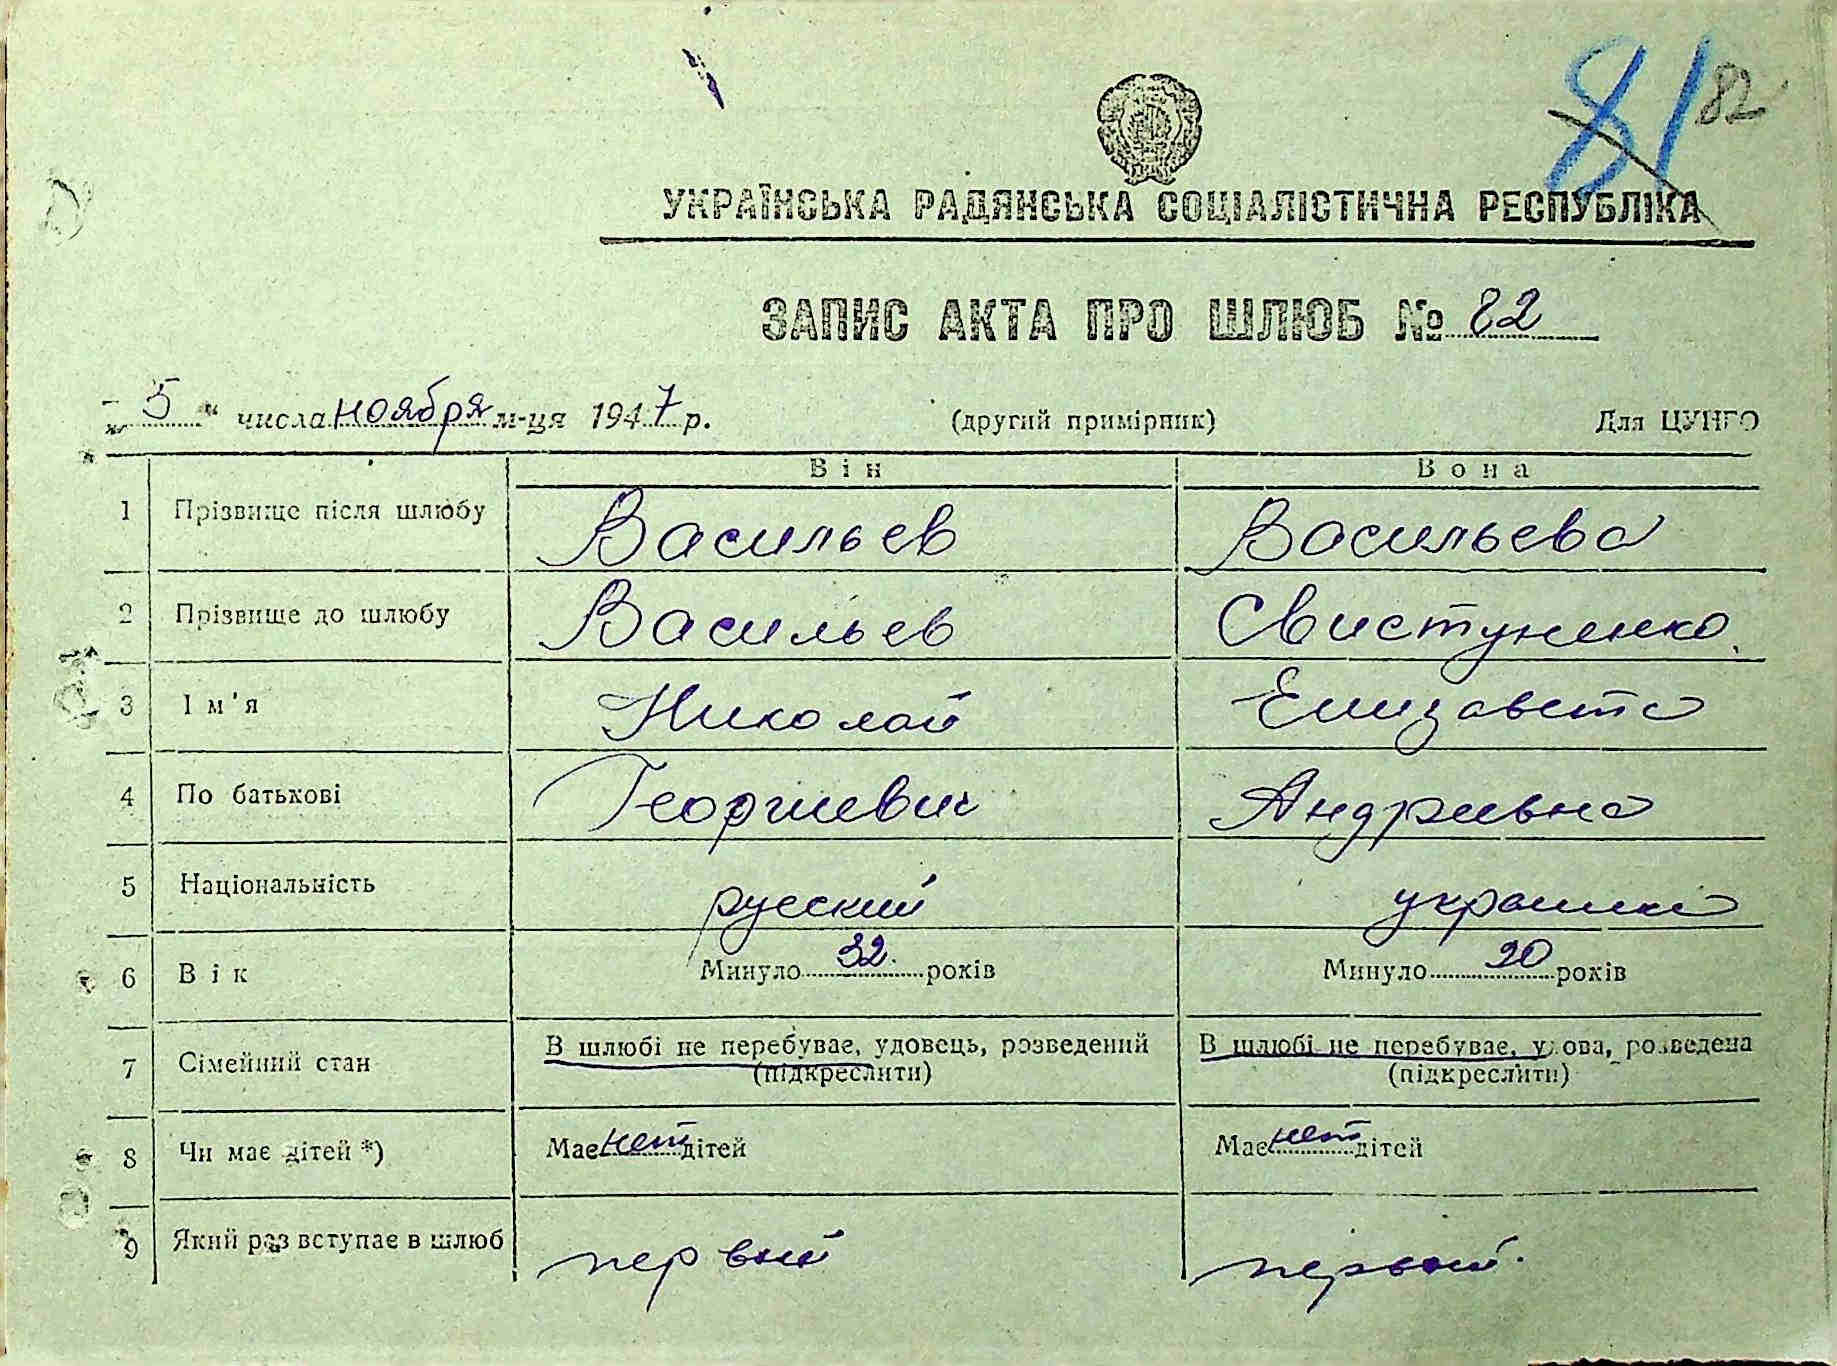 81 82
УКРАЇНСЬКА РАДЯНСЬКА СОЦІАЛІСТИЧНА РЕСПУБЛІКА
ЗАПИС АКТА ПРО ШЛЮБ № 82
„ 5 " числа ноября м-ця 1947 р. (другий примірник) Для ЦУНГО
Він Вона
1 Прізвище після шлюбу Васильев Васильева
2 Прізвище до шлюбу Васильев Свистуненко
3 Ім'я Николай Елизавета
4 По батькові Георгиевич Андреевна
5 Національність русский украинка
6 Вік Минуло 32 років Минуло 20 років
7 Сімейний стан В шлюбі не перебуває, удовець, розведений В шлюбі не перебуває, удова, розведена
(підкреслити) (підкреслити)
8 Чи має дітей *) Має нет дітей Має нет дітей
9 Який раз вступає в шлюб первый первый.